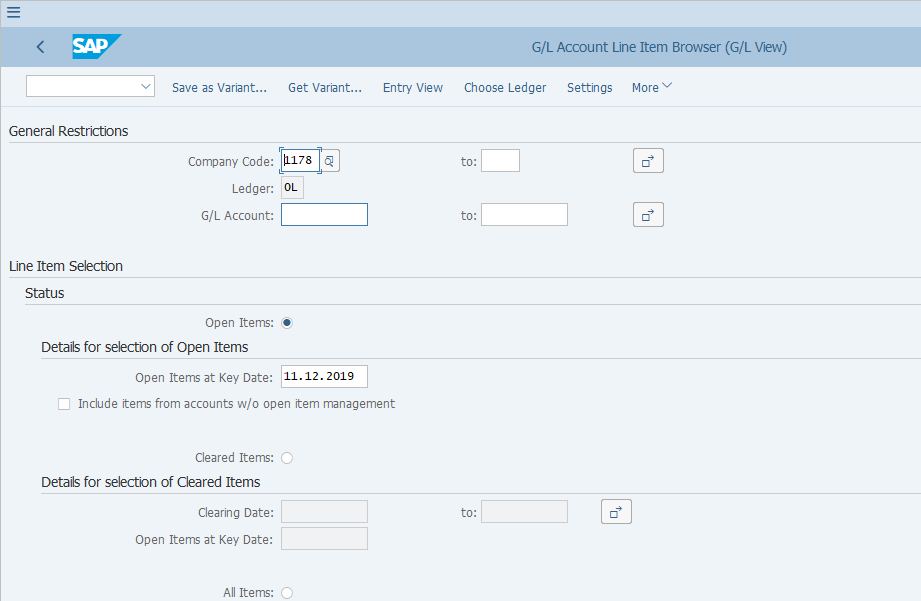 SAP G/L Account Line Item Browser (G/L View)
Save as Variant... Get Variant... Entry View Choose Ledger Settings More
General Restrictions
Company Code: 1178 to:
Ledger: 0L
G/L Account: to:
Line Item Selection
Status
Open Items:
Details for selection of Open Items
Open Items at Key Date: 11.12.2019
Include items from accounts w/o open item management
Cleared Items:
Details for selection of Cleared Items
Clearing Date: to:
Open Items at Key Date:
All Items: